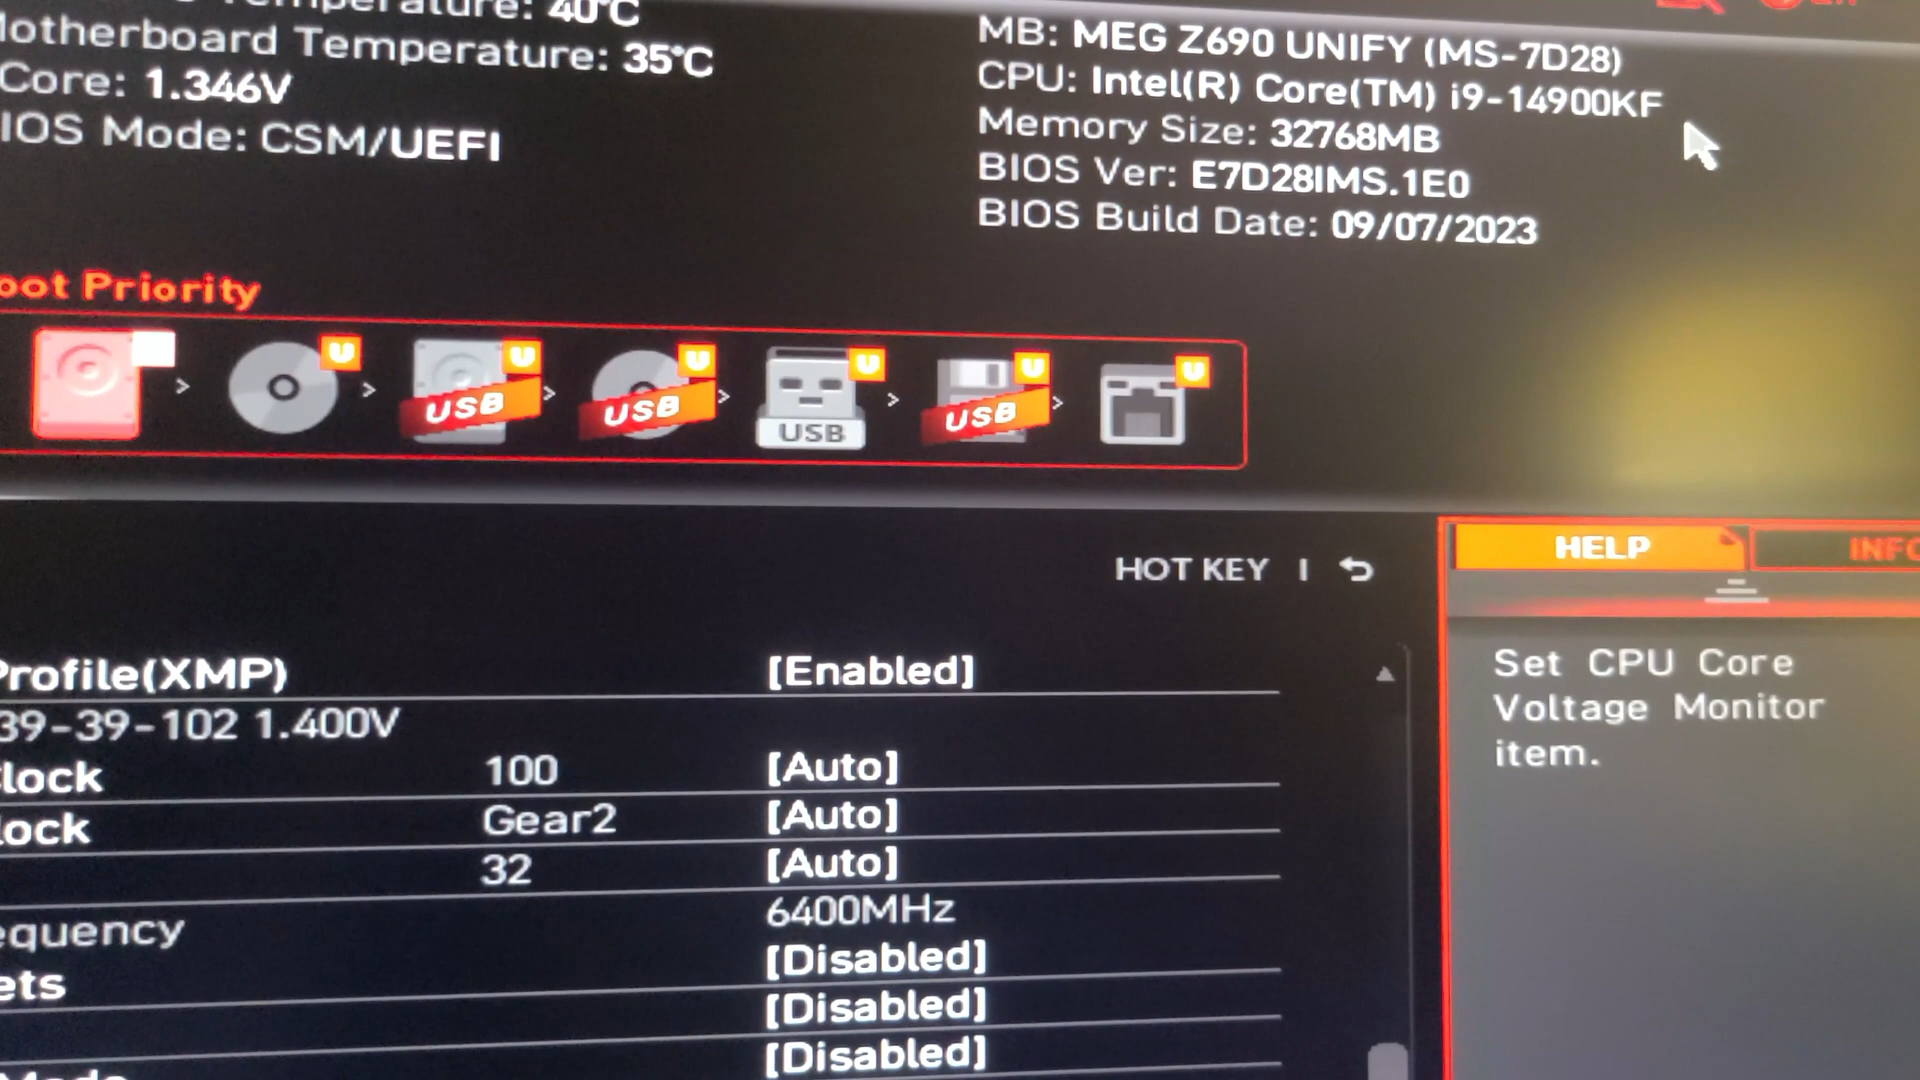 40°C
Motherboard Temperature: 35°C
Core: 1.346V
BIOS Mode: CSM/UEFI
MB: MEG Z690 UNIFY (MS-7D28)
CPU: Intel(R) Core(TM) i9-14900KF
Memory Size: 32768MB
BIOS Ver: E7D28IMS.1E0
BIOS Build Date: 09/07/2023
oot Priority
U
USB U
USB U
USB U
USB U
U
HOT KEY |
HELP
INFO
Set CPU Core
Voltage Monitor
item.
Profile(XMP) [Enabled]
39-39-102 1.400V
lock 100 [Auto]
lock Gear2 [Auto]
32 [Auto]
equency 6400MHz
ets [Disabled]
[Disabled]
[Disabled]